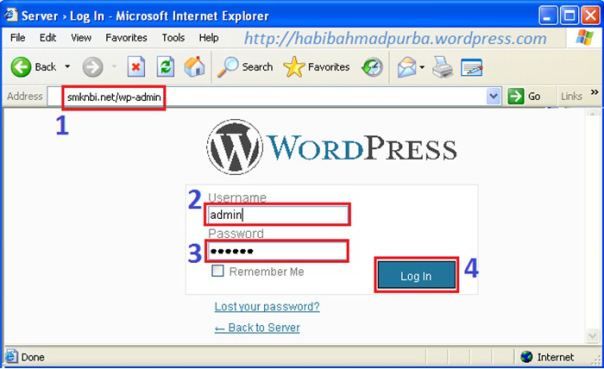 Server › Log In - Microsoft Internet Explorer
File Edit View Favorites Tools Help http://habibahmadpurba.wordpress.com
Back Search Favorites
Address smknbi.net/wp-admin Go Links »
1
WORDPRESS
2 Username
admin
Password
3 ••••••
Remember Me Log In 4
Lost your password?
← Back to Server
Done Internet